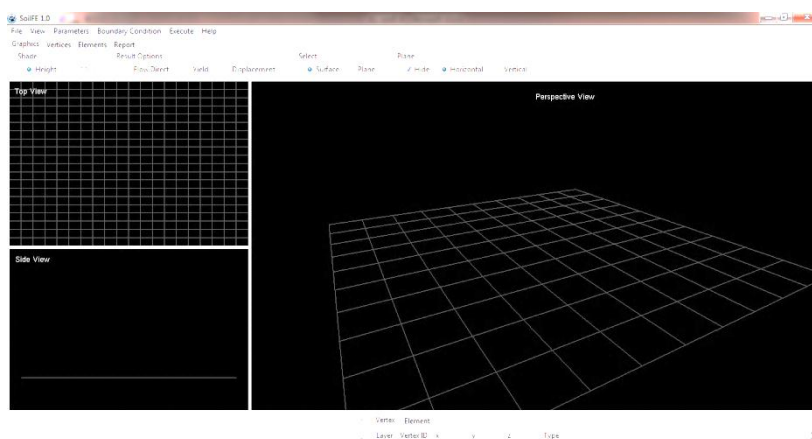 SoilFE 1.0
File View Parameters Boundary Condition Execute Help
Graphics Vertices Elements Report
Shade Result Options Select Plane
Height Flow Direct Yield Displacement Surface Plane Hide Horizontal Vertical
Top View
Perspective View
Side View
Vertex Element
Layer Vertex ID x y z Type